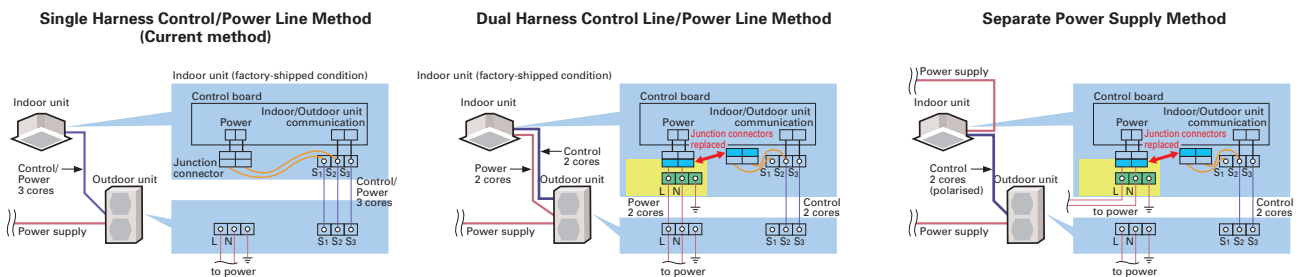 Single Harness Control/Power Line Method
(Current method)
Indoor unit (factory-shipped condition)
Indoor unit
Control board
Indoor/Outdoor unit
communication
Power
Junction
connector
S1 S2 S3
Control/
Power
3 cores
Outdoor unit
Control/
Power
3 cores
Power supply
L N
S1 S2 S3
to power
Dual Harness Control Line/Power Line Method
Indoor unit (factory-shipped condition)
Indoor unit
Control board
Indoor/Outdoor unit
communication
Power
Junction connectors
replaced
Control
2 cores
Power
2 cores
S1 S2 S3
Outdoor unit
L N
Power
2 cores
Control
2 cores
Power supply
L N
S1 S2 S3
to power
Separate Power Supply Method
Power supply
Indoor unit
Control board
Indoor/Outdoor unit
communication
Power
Junction connectors
replaced
Control
2 cores
(polarised)
S1 S2 S3
Outdoor unit
L N
to power
Control
2 cores
Power supply
L N
S1 S2 S3
to power